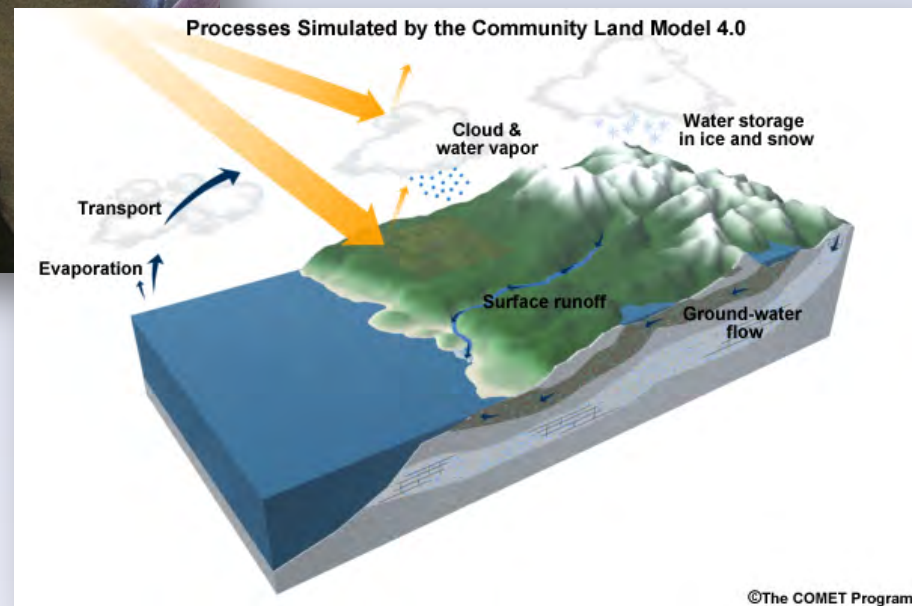 Processes Simulated by the Community Land Model 4.0
Cloud &
water vapor
Water storage
in ice and snow
Transport
Evaporation
Surface runoff
Ground-water
flow
©The COMET Program